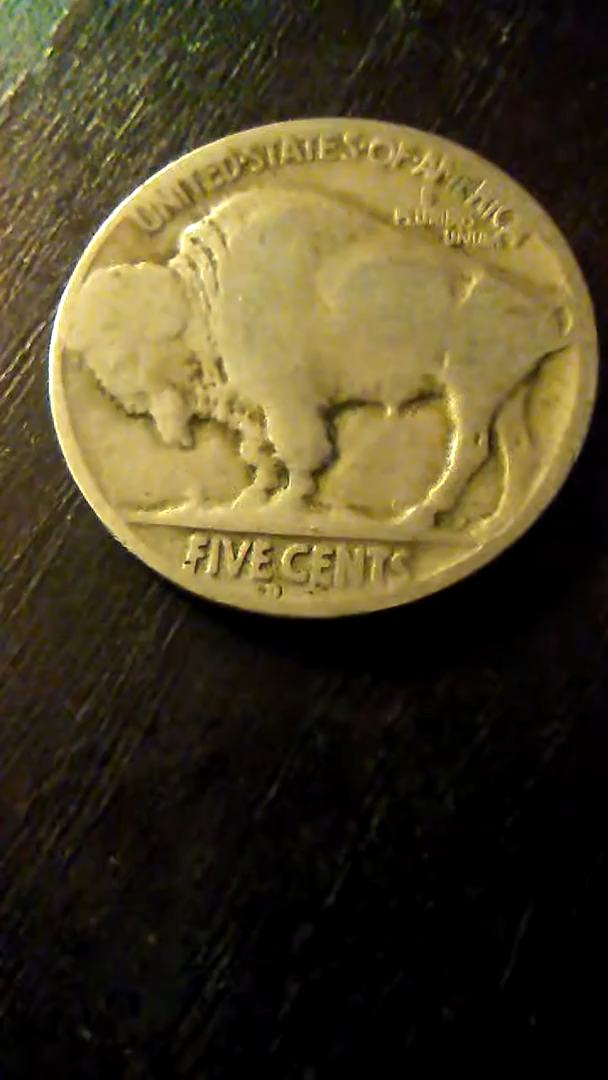 UNITED·STATES·OF·AMERICA
E
PLURIBUS
UNUM
FIVE CENTS